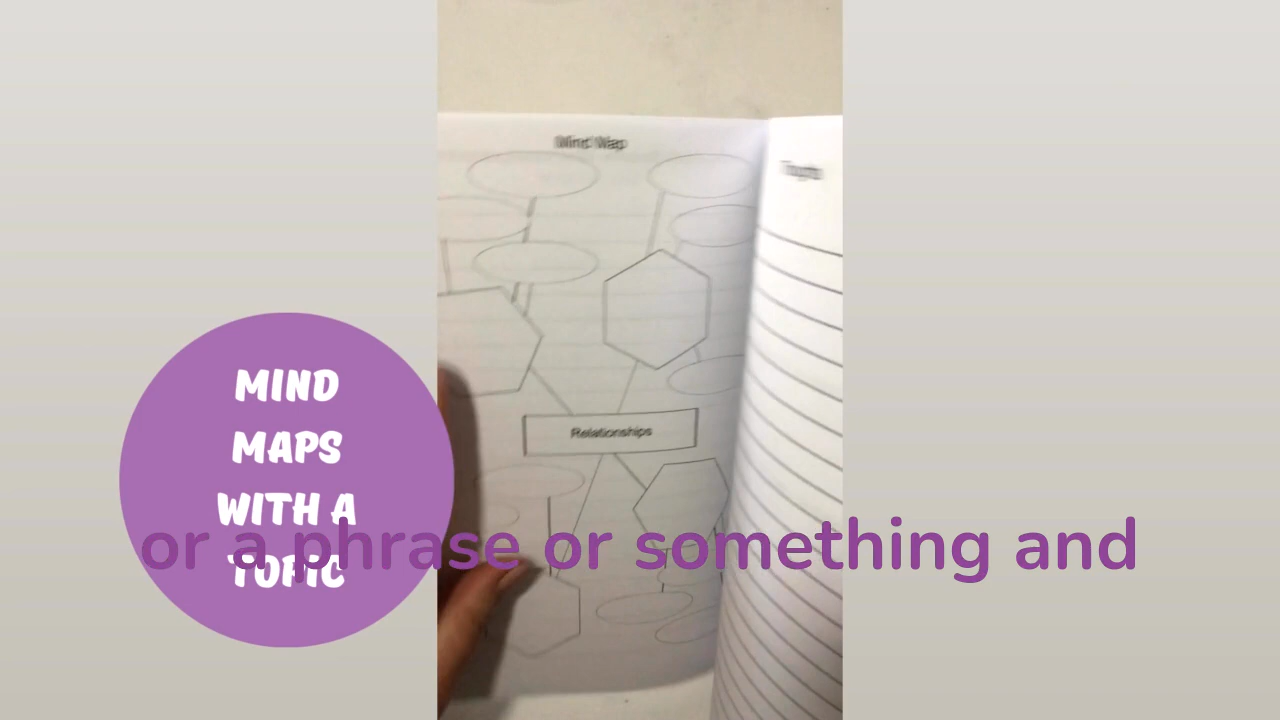 Mind Map
Relationships
MIND
MAPS
WITH A
TOPIC
or a phrase or something and